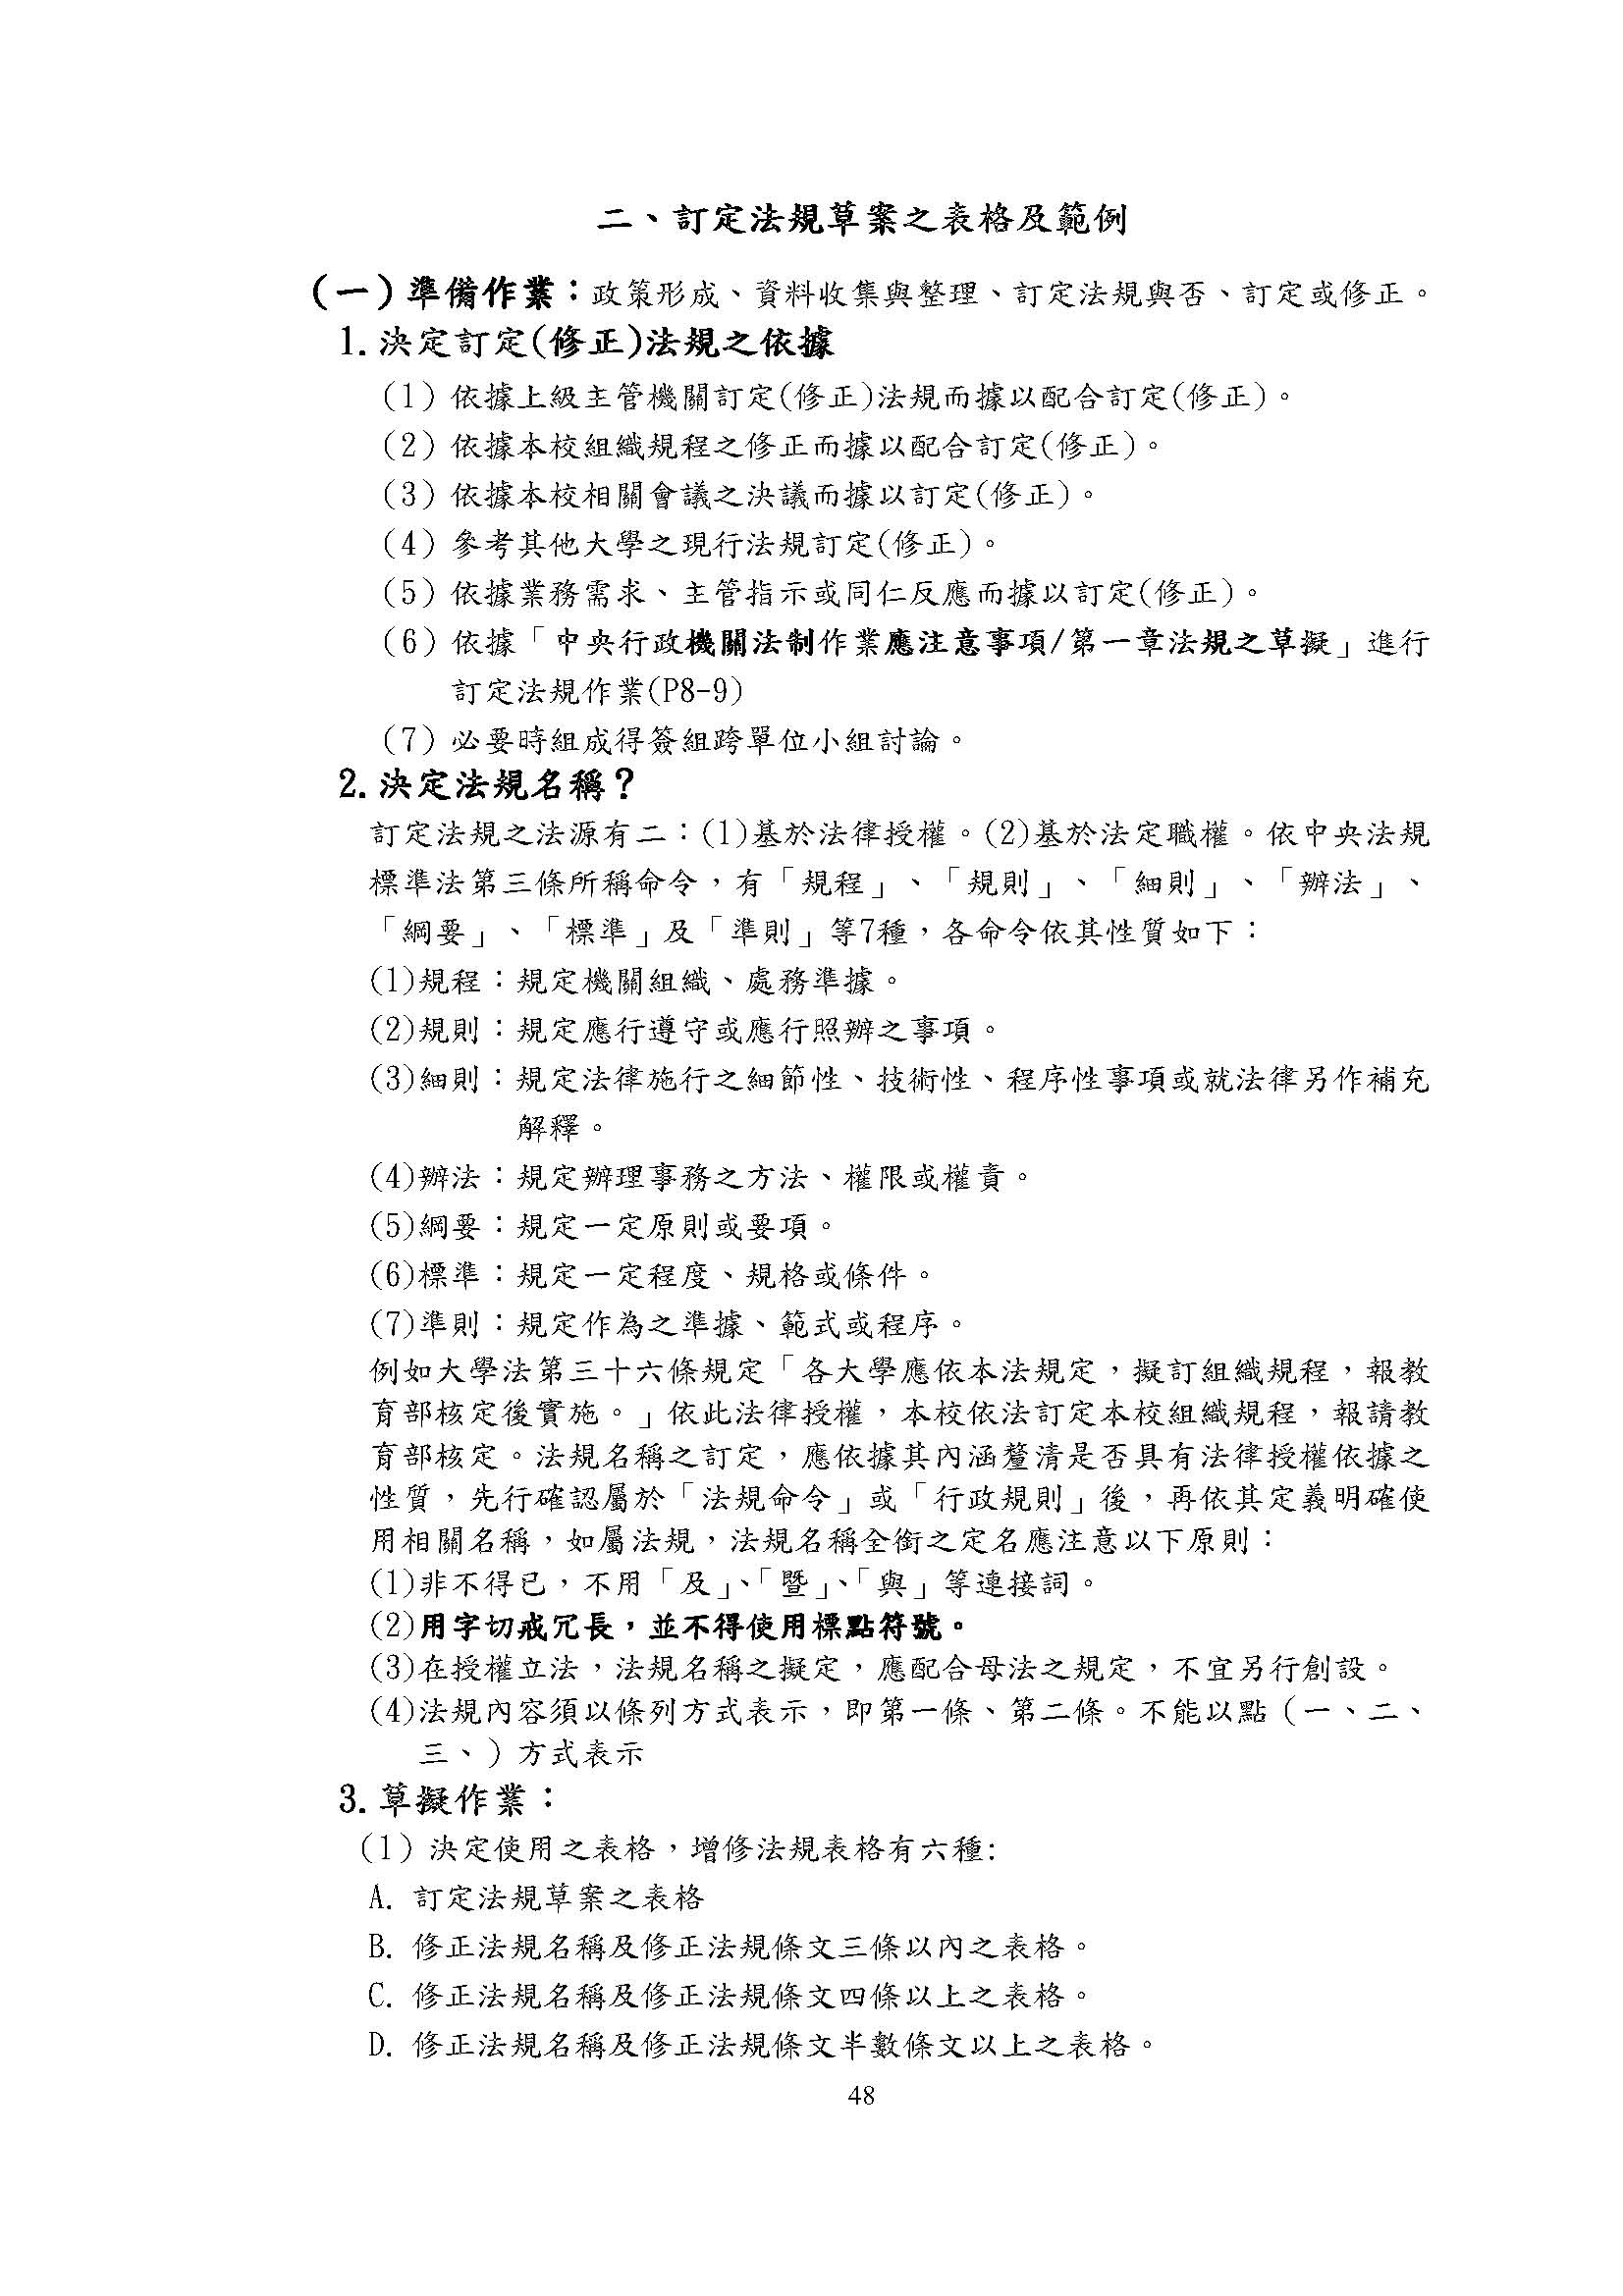 二、訂定法規草案之表格及範例
（一）準備作業：政策形成、資料收集與整理、訂定法規與否、訂定或修正。
1.決定訂定(修正)法規之依據
（1）依據上級主管機關訂定(修正)法規而據以配合訂定(修正)。
（2）依據本校組織規程之修正而據以配合訂定(修正)。
（3）依據本校相關會議之決議而據以訂定(修正)。
（4）參考其他大學之現行法規訂定(修正)。
（5）依據業務需求、主管指示或同仁反應而據以訂定(修正)。
（6）依據「中央行政機關法制作業應注意事項/第一章法規之草擬」進行
訂定法規作業(P8-9)
（7）必要時組成得簽組跨單位小組討論。
2.決定法規名稱？
訂定法規之法源有二：(1)基於法律授權。(2)基於法定職權。依中央法規
標準法第三條所稱命令，有「規程」、「規則」、「細則」、「辦法」、
「綱要」、「標準」及「準則」等7種，各命令依其性質如下：
(1)規程：規定機關組織、處務準據。
(2)規則：規定應行遵守或應行照辦之事項。
(3)細則：規定法律施行之細節性、技術性、程序性事項或就法律另作補充
解釋。
(4)辦法：規定辦理事務之方法、權限或權責。
(5)綱要：規定一定原則或要項。
(6)標準：規定一定程度、規格或條件。
(7)準則：規定作為之準據、範式或程序。
例如大學法第三十六條規定「各大學應依本法規定，擬訂組織規程，報教
育部核定後實施。」依此法律授權，本校依法訂定本校組織規程，報請教
育部核定。法規名稱之訂定，應依據其內涵釐清是否具有法律授權依據之
性質，先行確認屬於「法規命令」或「行政規則」後，再依其定義明確使
用相關名稱，如屬法規，法規名稱全銜之定名應注意以下原則：
(1)非不得已，不用「及」、「暨」、「與」等連接詞。
(2)用字切戒冗長，並不得使用標點符號。
(3)在授權立法，法規名稱之擬定，應配合母法之規定，不宜另行創設。
(4)法規內容須以條列方式表示，即第一條、第二條。不能以點（一、二、
三、）方式表示
3.草擬作業：
（1）決定使用之表格，增修法規表格有六種:
A. 訂定法規草案之表格
B. 修正法規名稱及修正法規條文三條以內之表格。
C. 修正法規名稱及修正法規條文四條以上之表格。
D. 修正法規名稱及修正法規條文半數條文以上之表格。
48